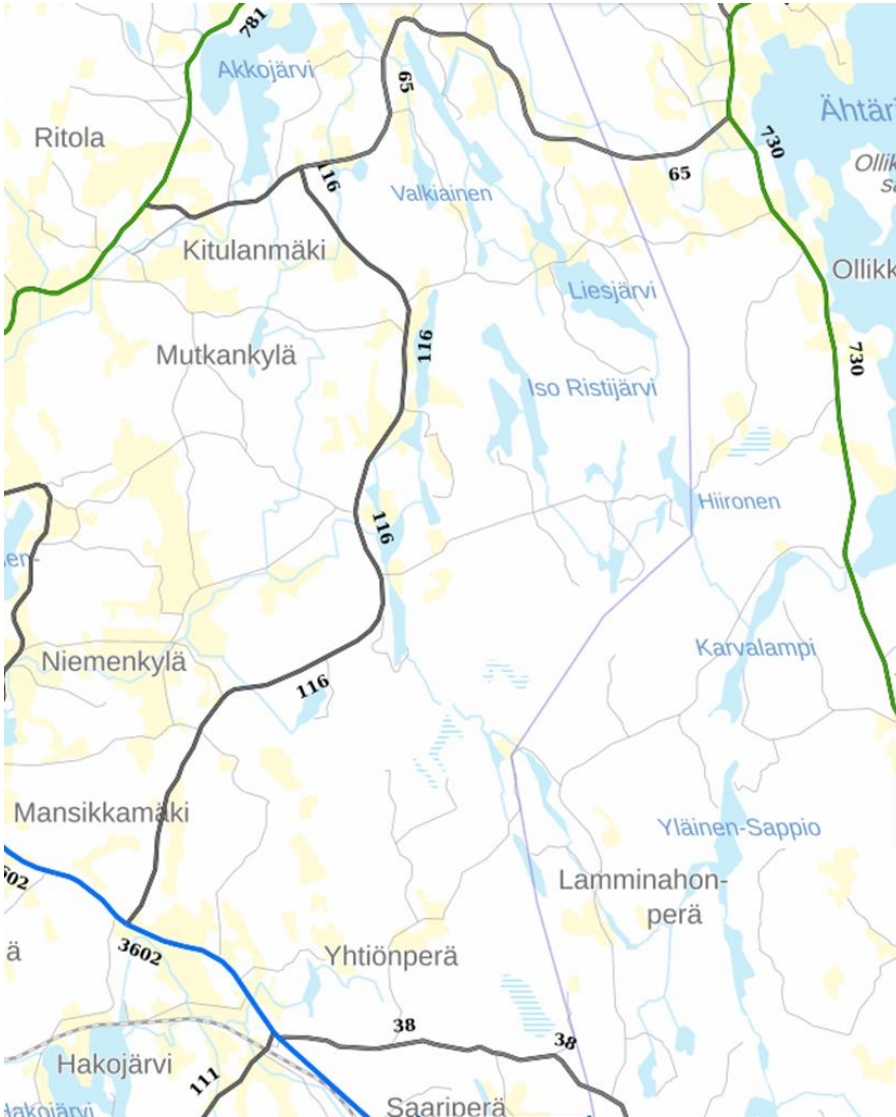 781
Akkojärvi
65
Ähtäri
Ritola
730
116
65
Valkiainen
Kitulanmäki
Liesjärvi
116
Mutkankylä
730
Iso Ristijärvi
Hiironen
116
Karvalampi
Niemenkylä
116
Mansikkamäki
Yläinen-Sappio
Lamminahon-
perä
3602
ä
Yhtiönperä
38
38
Hakojärvi
111
Saariperä
Hakojärvi